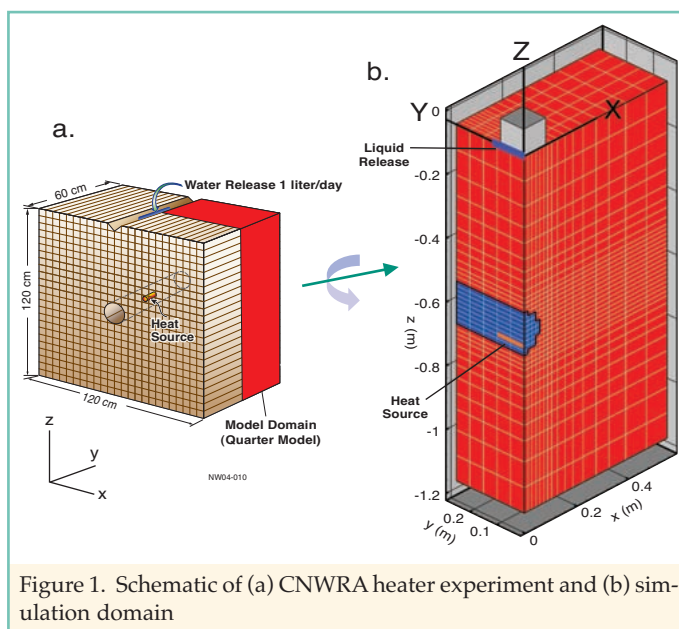 a.
60 cm
Water Release 1 liter/day
120 cm
Heat
Source
120 cm
Model Domain
(Quarter Model)
z
y
x
NW04-010
b.
Z
Y
X
0
Liquid
Release
-0.2
-0.4
-0.6
z (m)
-0.8
Heat
Source
-1
-1.2
0.2
0.1
y (m)
0
0.2
0.4
x (m)
Figure 1. Schematic of (a) CNWRA heater experiment and (b) sim-
ulation domain